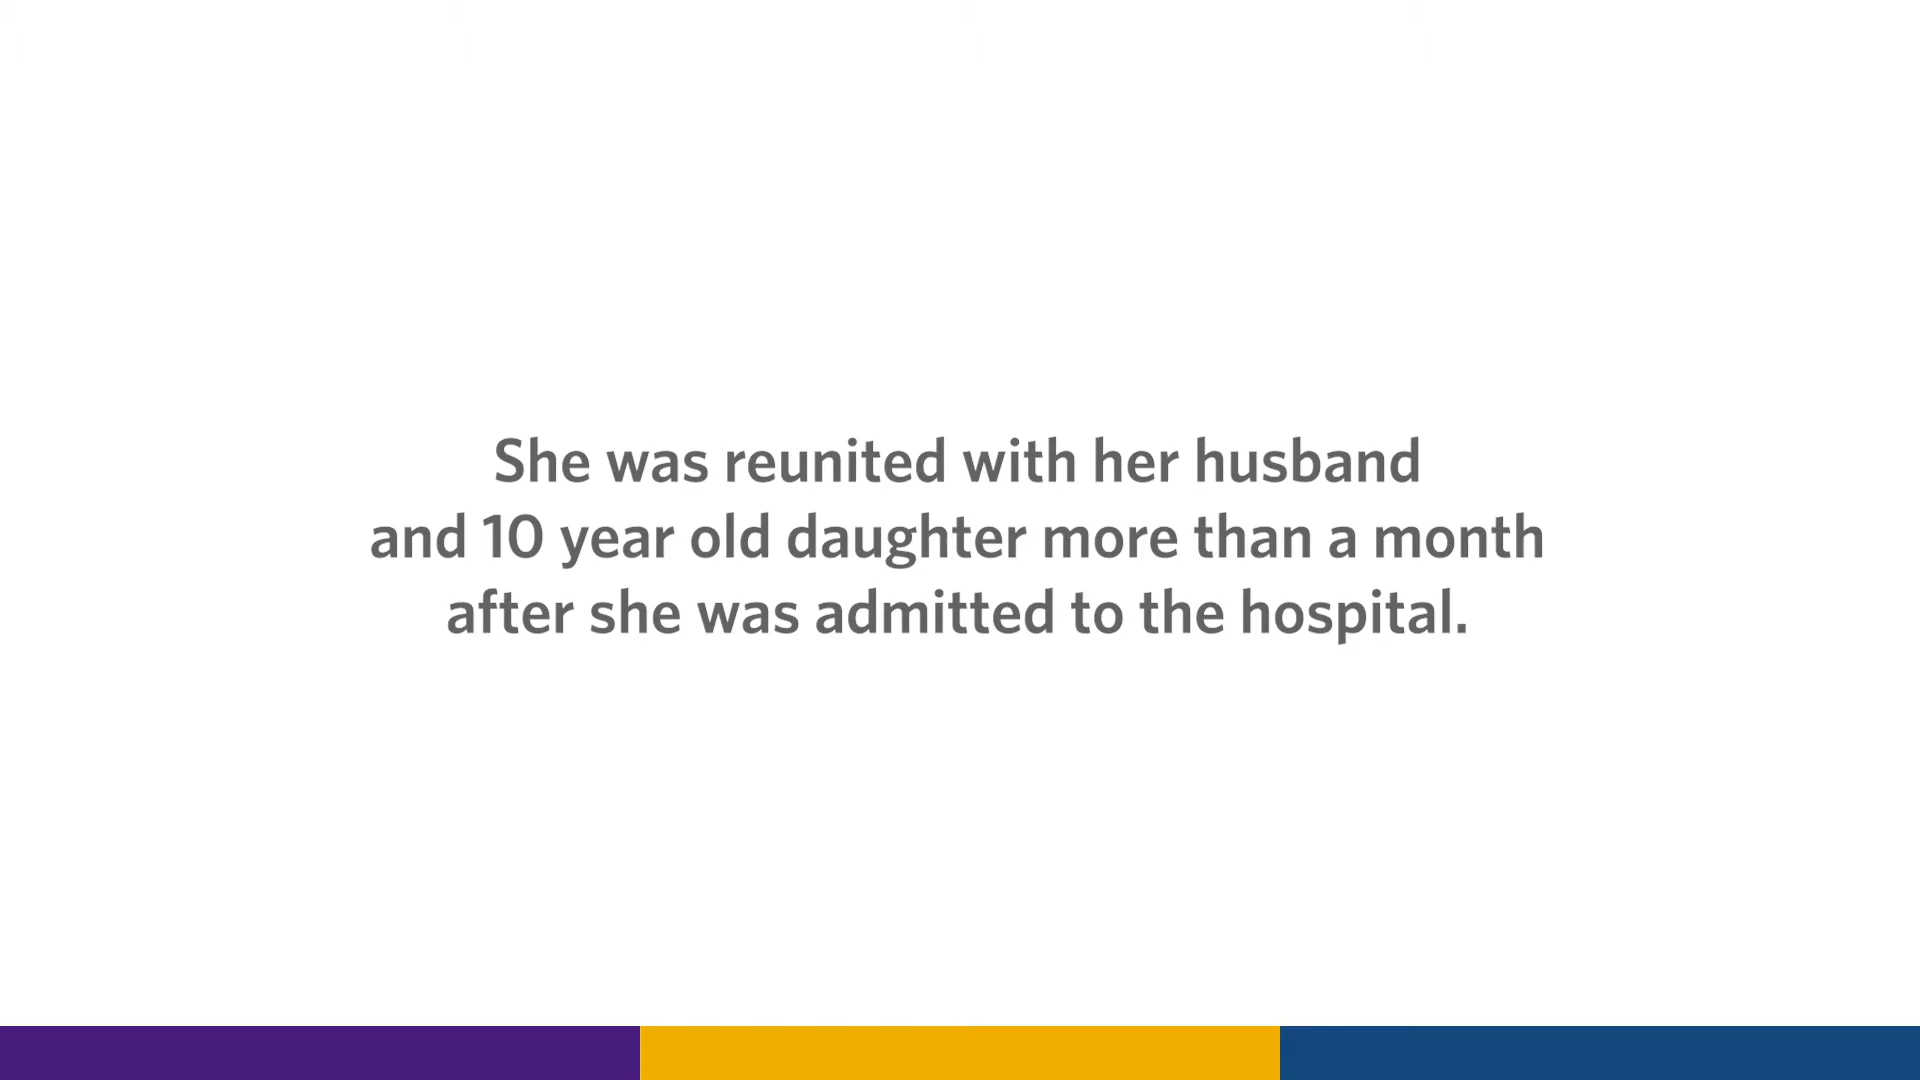 She was reunited with her husband
and 10 year old daughter more than a month
after she was admitted to the hospital.